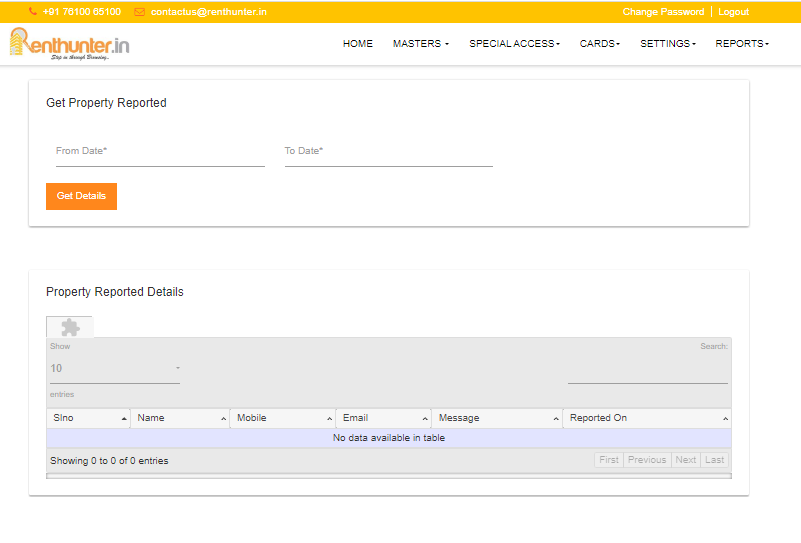 +91 76100 65100 contactus@renthunter.in Change Password | Logout
Renthunter.in
Step in through Browsing...
HOME MASTERS SPECIAL ACCESS CARDS SETTINGS REPORTS
Get Property Reported
From Date* To Date*
Get Details
Property Reported Details
Show Search:
10
entries
Slno Name Mobile Email Message Reported On
No data available in table
Showing 0 to 0 of 0 entries First Previous Next Last